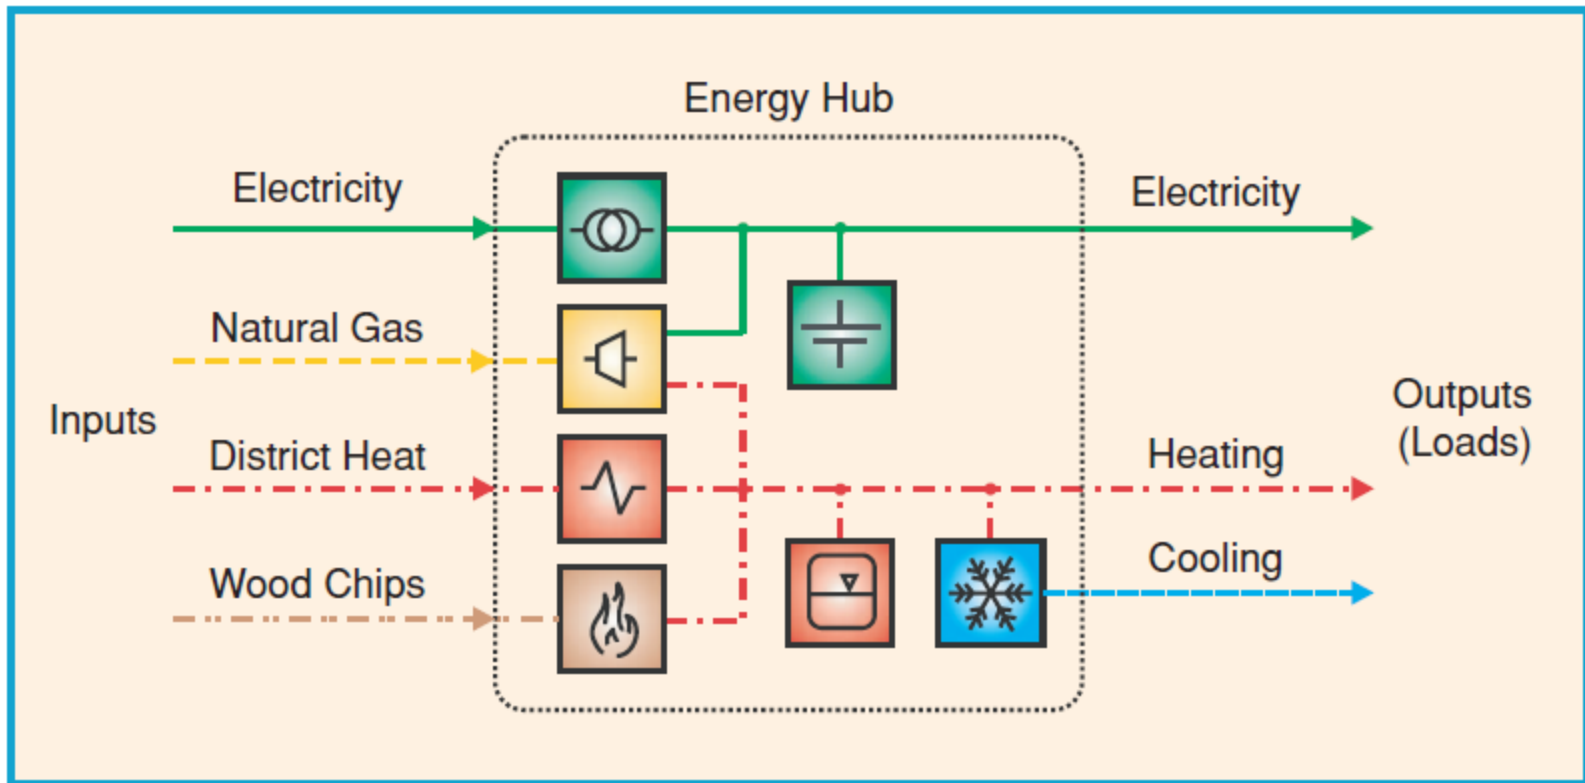 Energy Hub
Electricity
Electricity
Natural Gas
Inputs
Outputs
(Loads)
District Heat
Heating
Wood Chips
Cooling